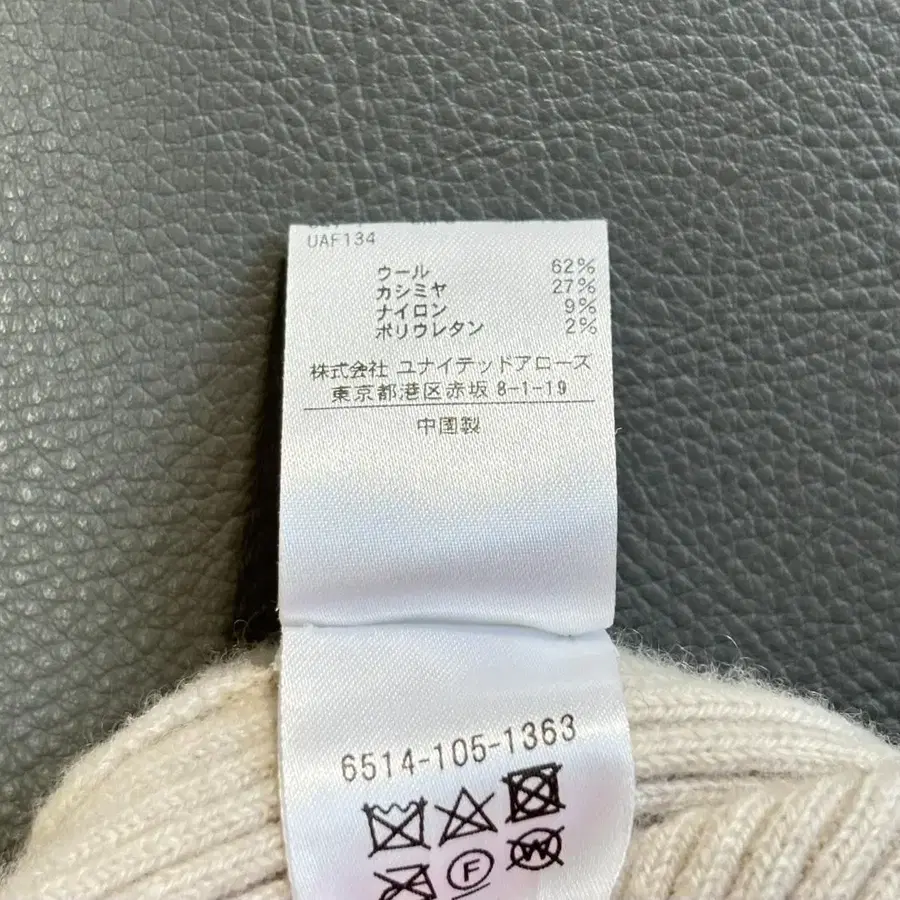 UAF134
ウール 62%
カシミヤ 27%
ナイロン 9%
ポリウレタン 2%
株式会社 ユナイテッドアローズ
東京都港区赤坂 8-1-19
中國製
6514-105-1363
W
F